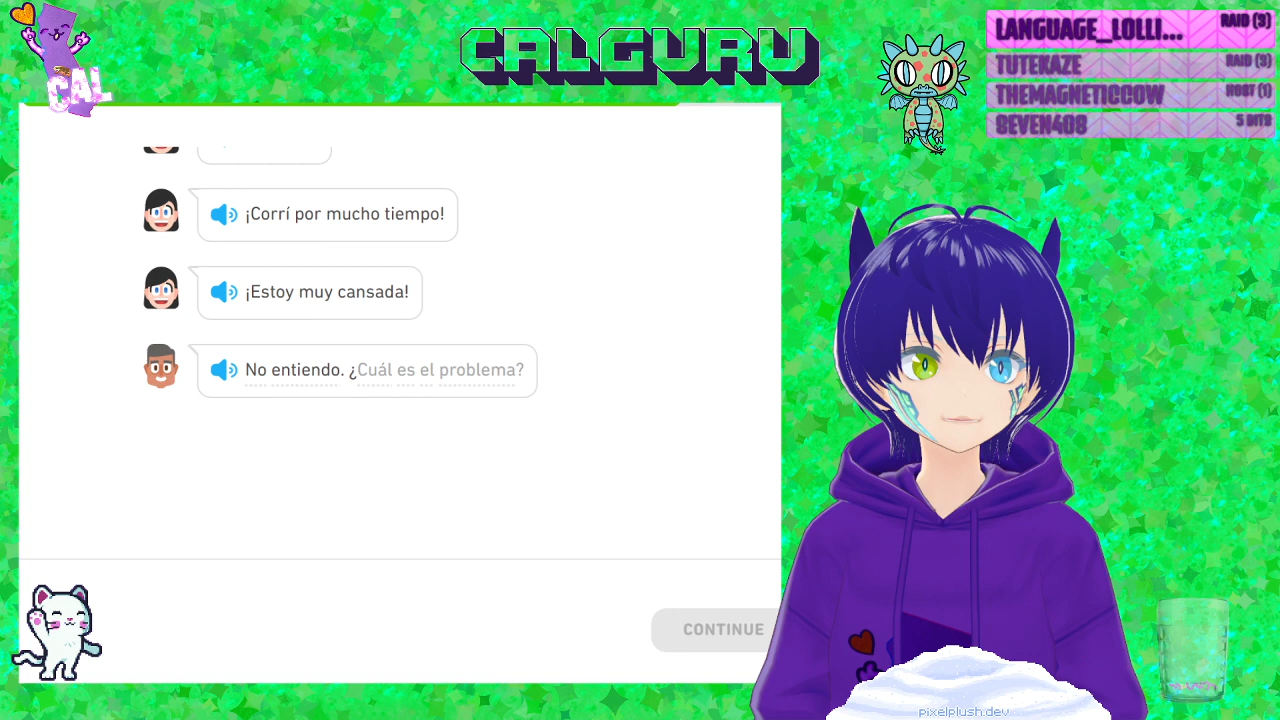 CALGURU
CAL
LANGUAGE_LOLLI... RAID (3)
TUTEKAZE RAID (3)
THEMAGNETICCOW HOST (1)
SEVEN408 5 BITS
¡Corrí por mucho tiempo!
¡Estoy muy cansada!
No entiendo. ¿Cuál es el problema?
CONTINUE
pixelplush.dev